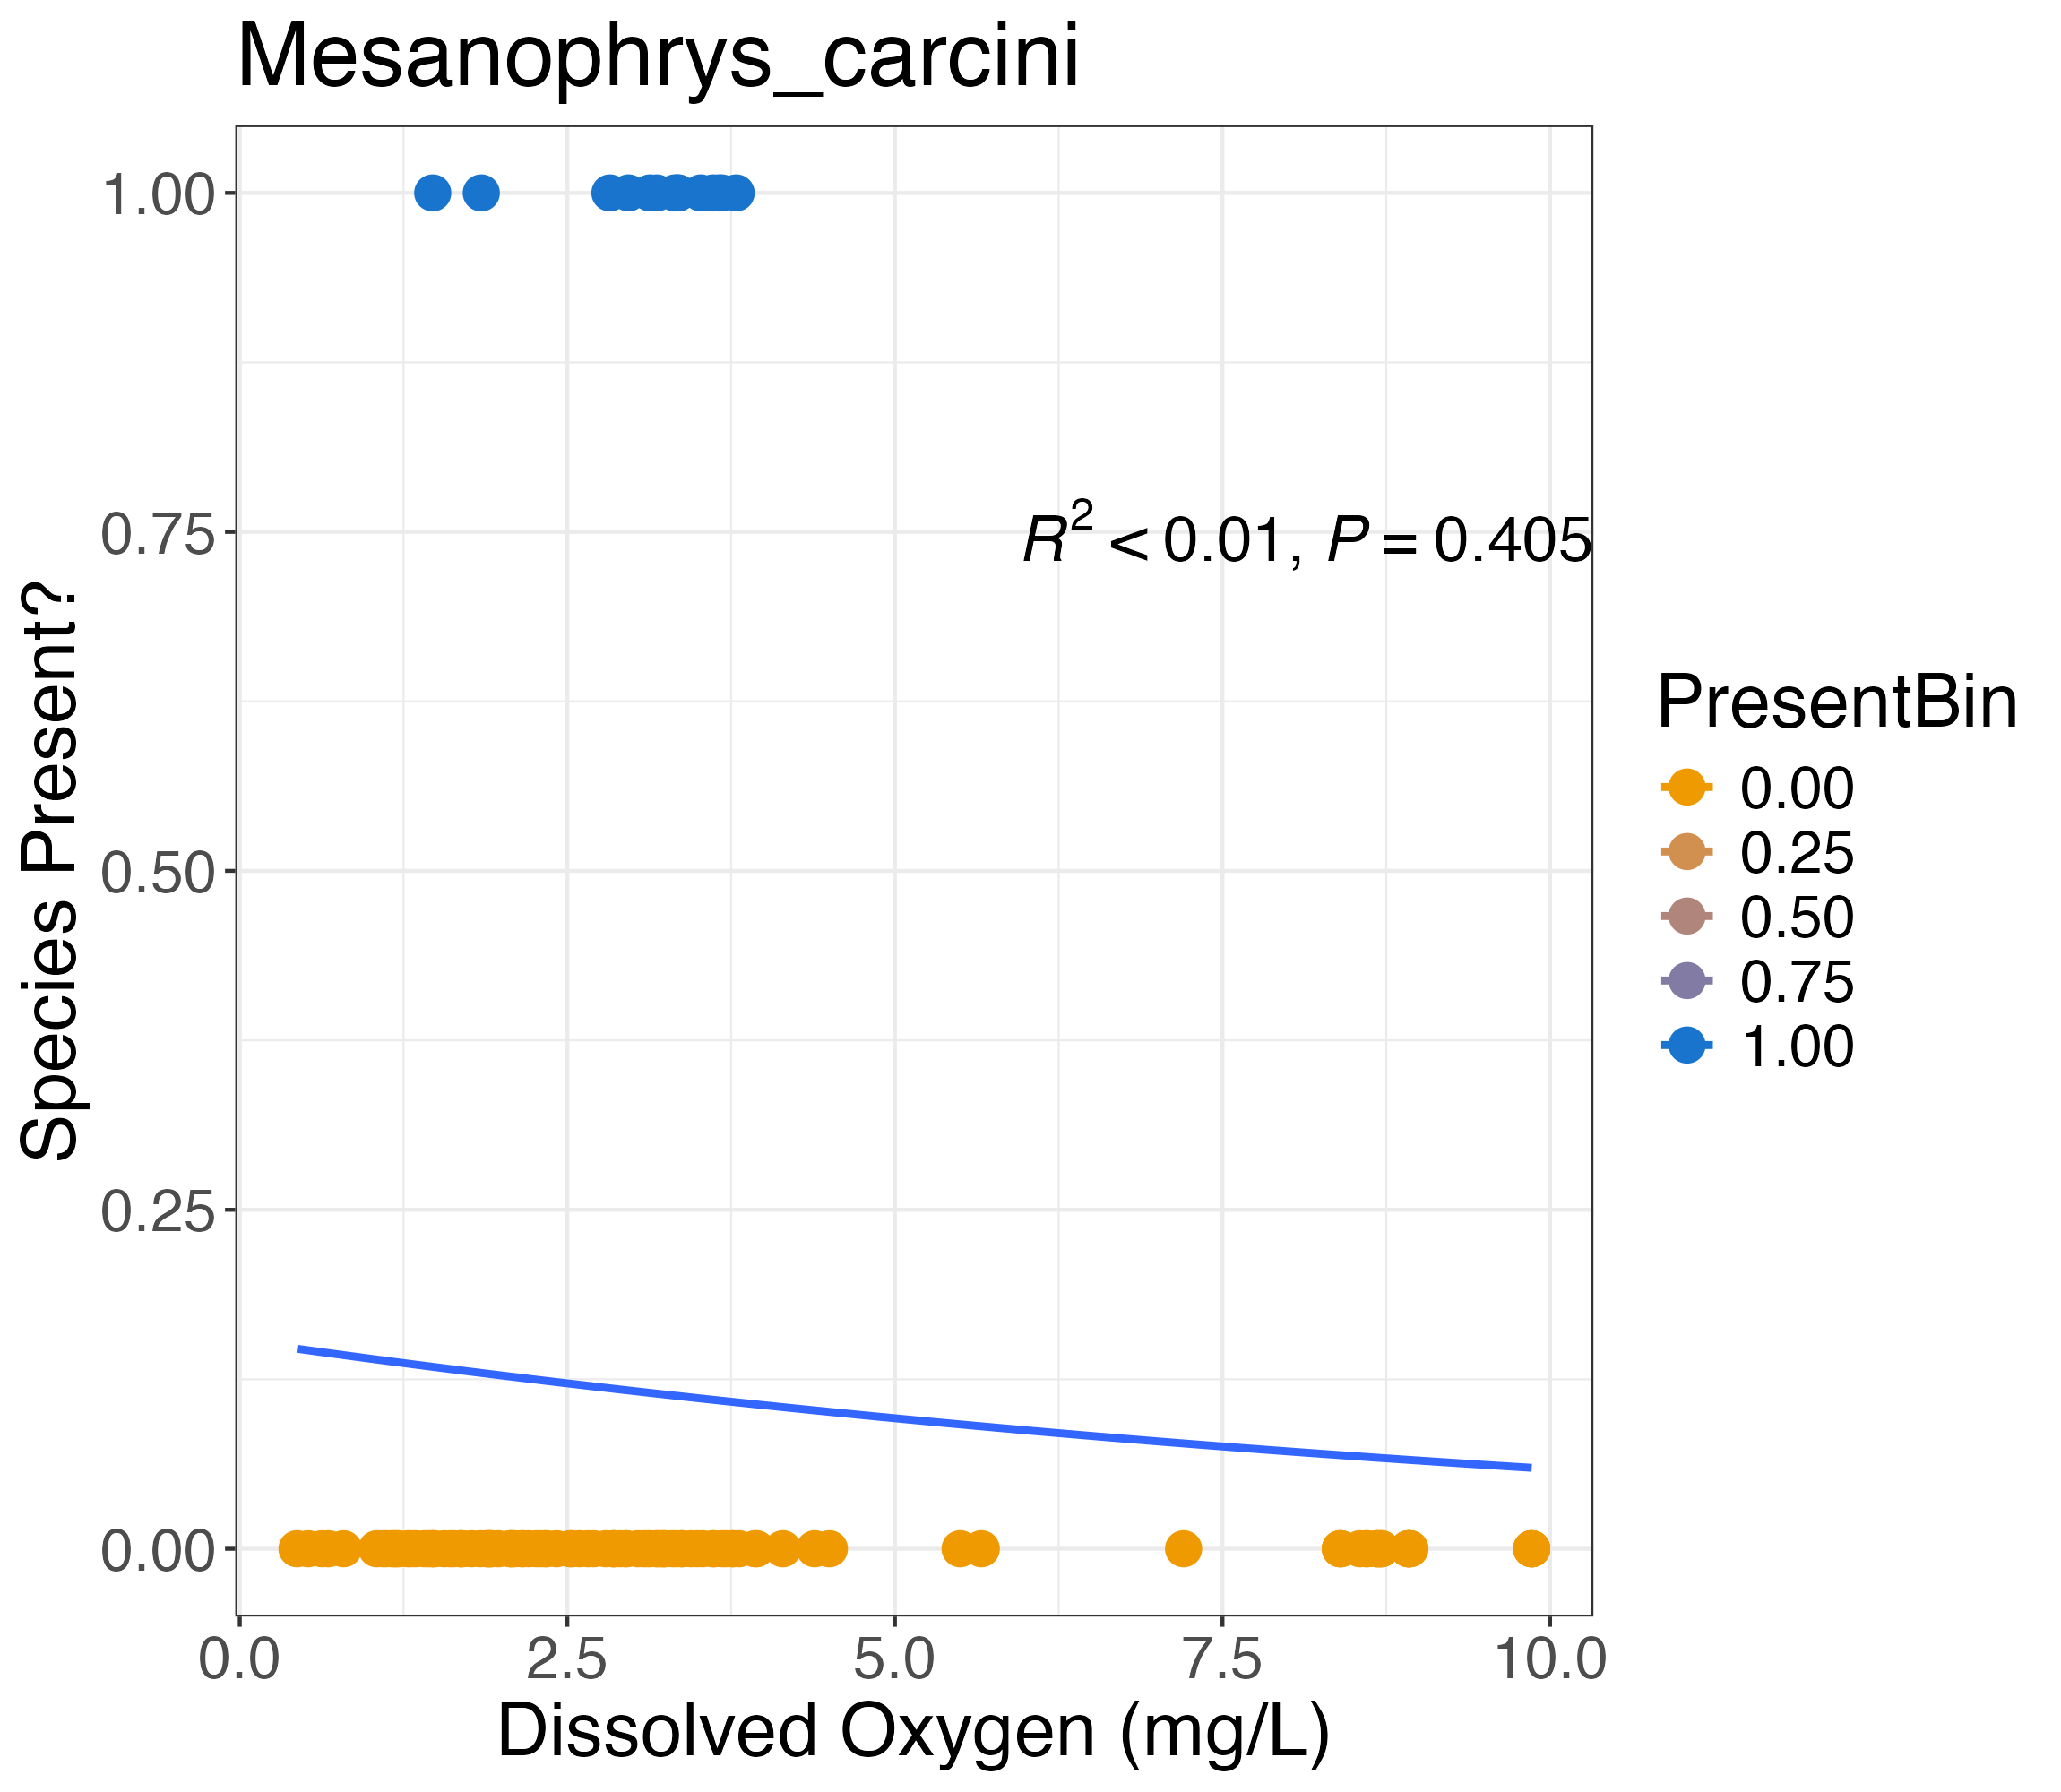 Mesanophrys_carcini
1.00
0.75
0.50
0.25
0.00
Species Present?
R² < 0.01, P = 0.405
0.0 2.5 5.0 7.5 10.0
Dissolved Oxygen (mg/L)
PresentBin
0.00
0.25
0.50
0.75
1.00